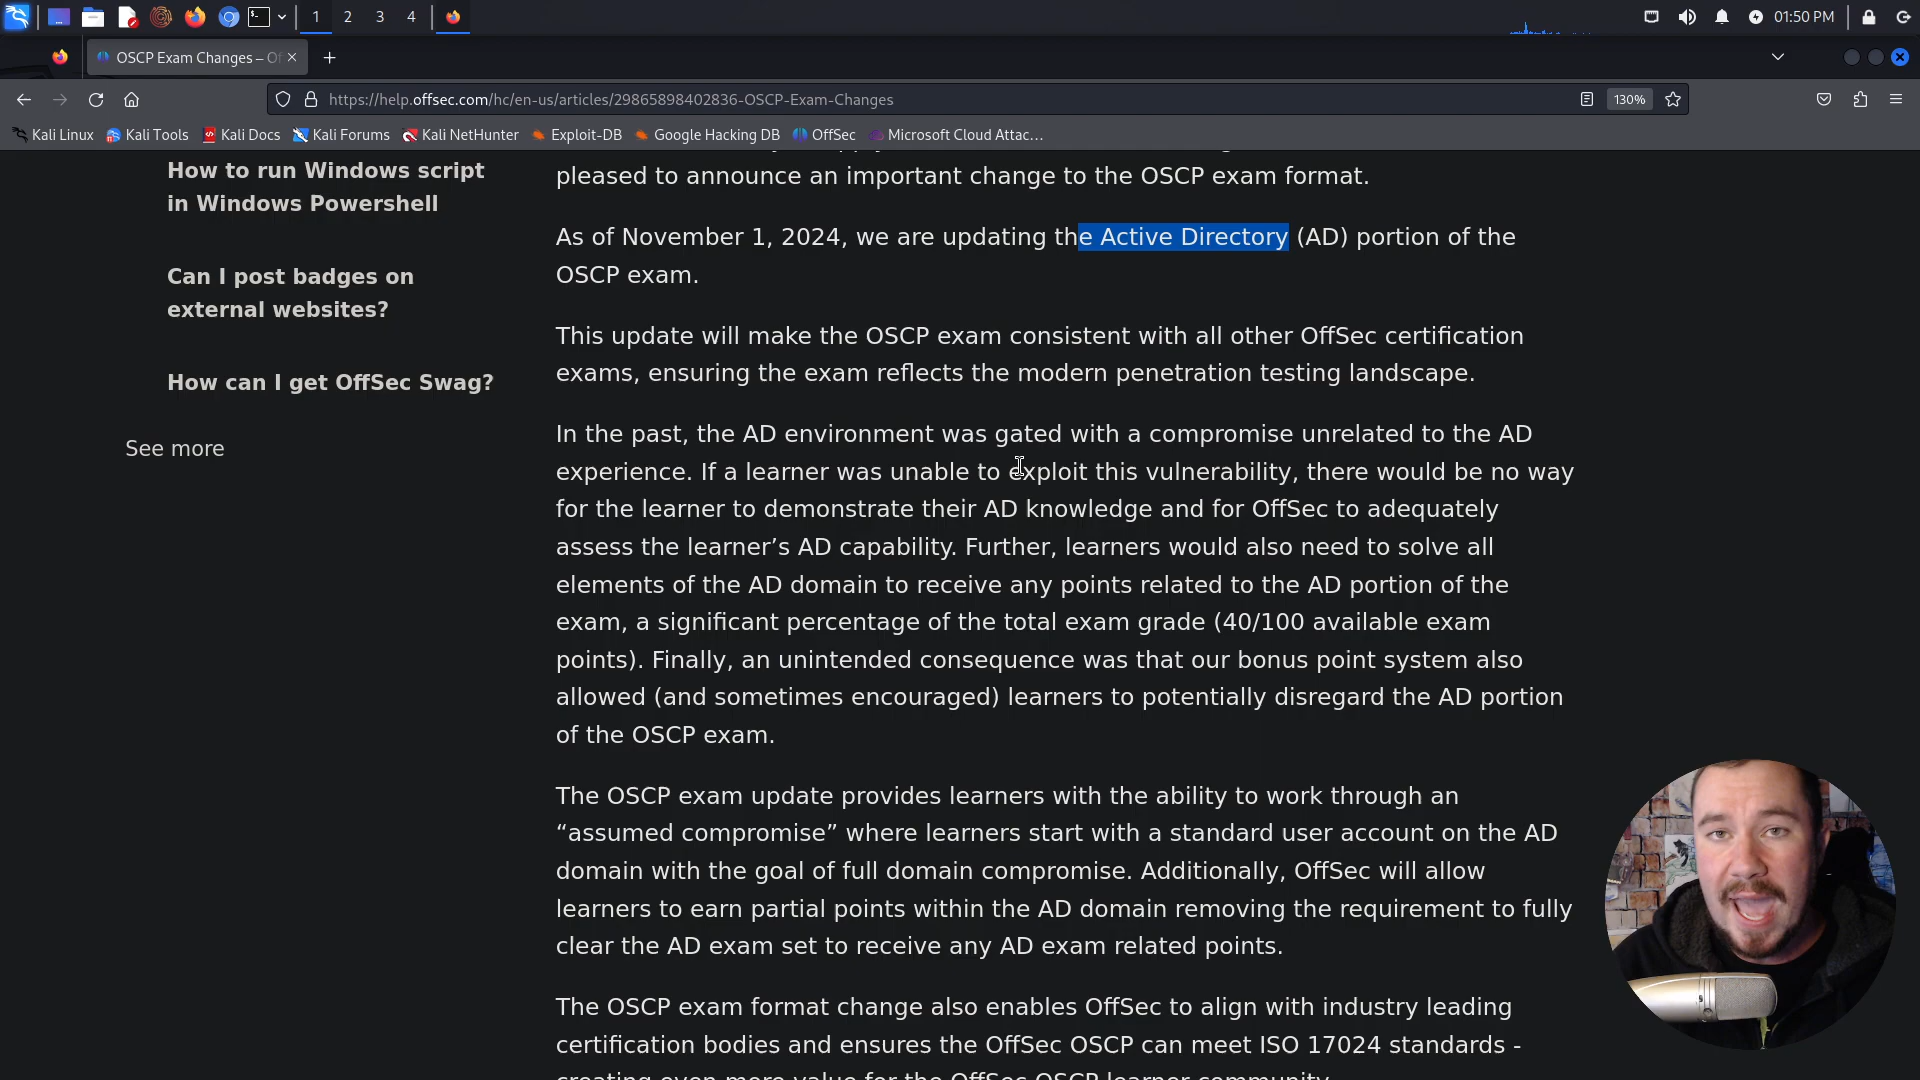 1
2
3
4
01:50 PM
OSCP Exam Changes – Of
https://help.offsec.com/hc/en-us/articles/29865898402836-OSCP-Exam-Changes
130%
Kali Linux
Kali Tools
Kali Docs
Kali Forums
Kali NetHunter
Exploit-DB
Google Hacking DB
OffSec
Microsoft Cloud Attac…
How to run Windows script
in Windows Powershell
Can I post badges on
external websites?
How can I get OffSec Swag?
See more
pleased to announce an important change to the OSCP exam format.
As of November 1, 2024, we are updating the Active Directory (AD) portion of the
OSCP exam.
This update will make the OSCP exam consistent with all other OffSec certification
exams, ensuring the exam reflects the modern penetration testing landscape.
In the past, the AD environment was gated with a compromise unrelated to the AD
experience. If a learner was unable to exploit this vulnerability, there would be no way
for the learner to demonstrate their AD knowledge and for OffSec to adequately
assess the learner’s AD capability. Further, learners would also need to solve all
elements of the AD domain to receive any points related to the AD portion of the
exam, a significant percentage of the total exam grade (40/100 available exam
points). Finally, an unintended consequence was that our bonus point system also
allowed (and sometimes encouraged) learners to potentially disregard the AD portion
of the OSCP exam.
The OSCP exam update provides learners with the ability to work through an
“assumed compromise” where learners start with a standard user account on the AD
domain with the goal of full domain compromise. Additionally, OffSec will allow
learners to earn partial points within the AD domain removing the requirement to fully
clear the AD exam set to receive any AD exam related points.
The OSCP exam format change also enables OffSec to align with industry leading
certification bodies and ensures the OffSec OSCP can meet ISO 17024 standards -
creating even more value for the OffSec OSCP learner community.